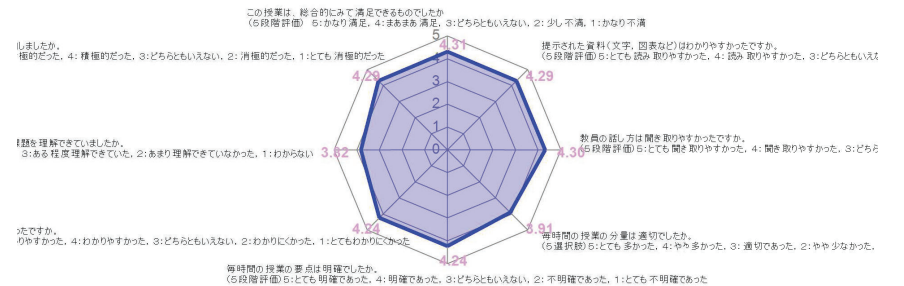 この授業は、総合的にみて満足できるものでしたか
(5段階評価) 5:かなり満足, 4:まあまあ満足, 3:どちらともいえない, 2:少し不満, 1:かなり不満
5
4.31
しましたか。
極的だった, 4:積極的だった, 3:どちらともいえない, 2:消極的だった, 1:とても消極的だった
4.29
提示された資料(文字, 図表など)はわかりやすかったですか。
(5段階評価)5:とても読み取りやすかった, 4:読み取りやすかった, 3:どちらともいえ
4.29
4
3
2
1
0
課題を理解できていましたか。
3:ある程度理解できていた, 2:あまり理解できていなかった, 1:わからない
3.82
教員の話し方は聞き取りやすかったですか。
(5段階評価)5:とても聞き取りやすかった, 4:聞き取りやすかった, 3:どちら
4.30
ったですか。
りやすかった, 4:わかりやすかった, 3:どちらともいえない, 2:わかりにくかった, 1:とてもわかりにくかった
4.24
3.91
毎時間の授業の分量は適切でしたか。
(5選択肢)5:とても多かった, 4:やや多かった, 3:適切であった, 2:やや少なかった,
4.24
毎時間の授業の要点は明確でしたか。
(5段階評価)5:とても明確であった, 4:明確であった, 3:どちらともいえない, 2:不明確であった, 1:とても不明確であった